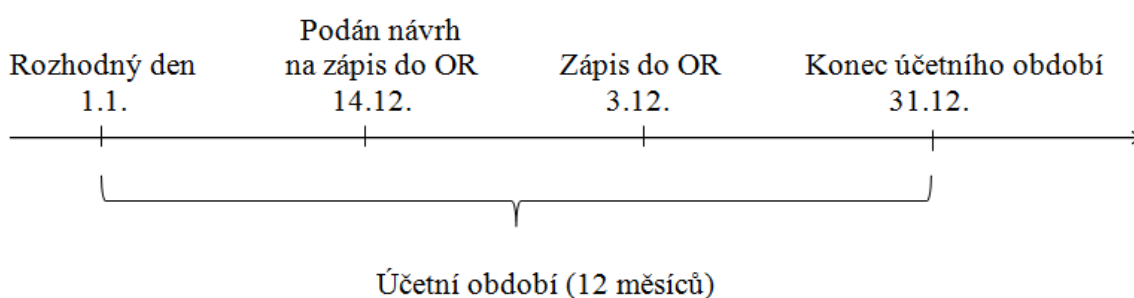 Rozhodný den
1.1.
Podán návrh
na zápis do OR
14.12.
Zápis do OR
3.12.
Konec účetního období
31.12.
Účetní období (12 měsíců)